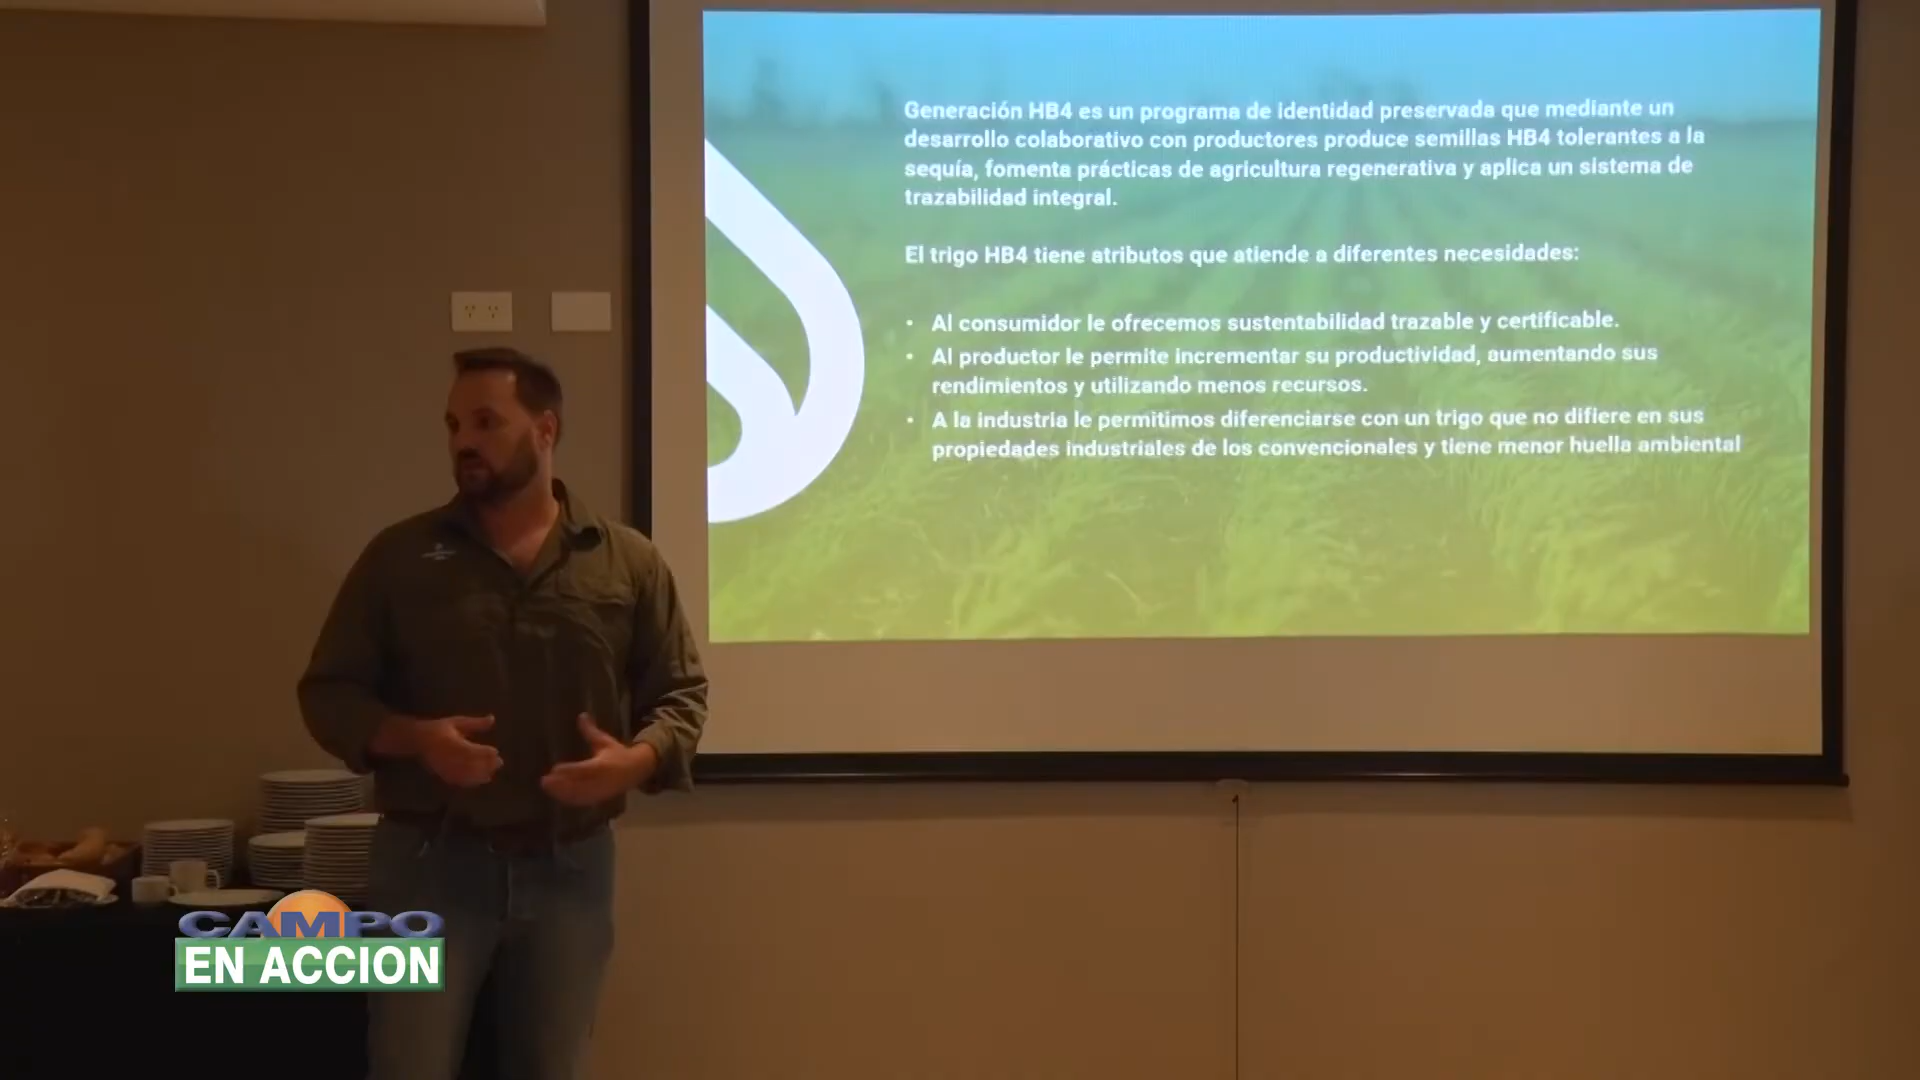 Generación HB4 es un programa de identidad preservada que mediante un
desarrollo colaborativo con productores produce semillas HB4 tolerantes a la
sequía, fomenta prácticas de agricultura regenerativa y aplica un sistema de
trazabilidad integral.
El trigo HB4 tiene atributos que atiende a diferentes necesidades:
• Al consumidor le ofrecemos sustentabilidad trazable y certificable.
• Al productor le permite incrementar su productividad, aumentando sus
rendimientos y utilizando menos recursos.
• A la industria le permitimos diferenciarse con un trigo que no difiere en sus
propiedades industriales de los convencionales y tiene menor huella ambiental
CAMPO
EN ACCION